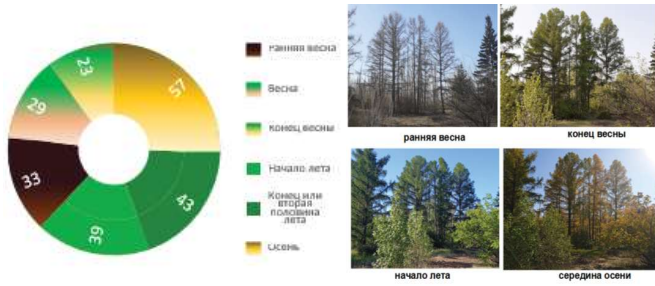 23
57
29
33
43
39
Ранняя весна
Весна
Конец весны
Начало лета
Конец или
вторая
половина
лета
Осень
ранняя весна
конец весны
начало лета
середина осени